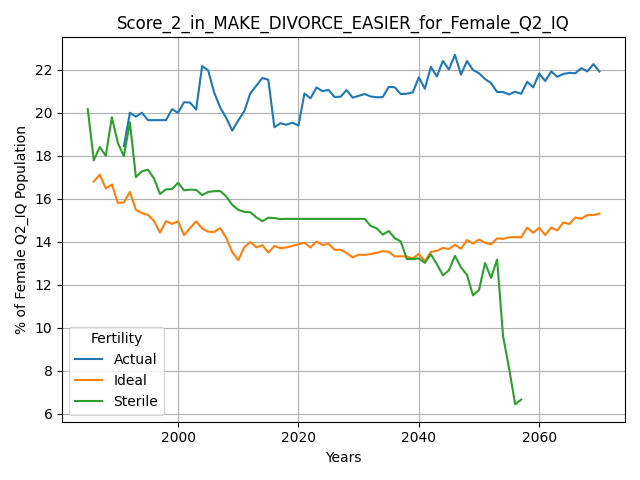 Score_2_in_MAKE_DIVORCE_EASIER_for_Female_Q2_IQ
% of Female Q2_IQ Population
22
20
18
16
14
12
10
8
6
Fertility
Actual
Ideal
Sterile
2000
2020
2040
2060
Years